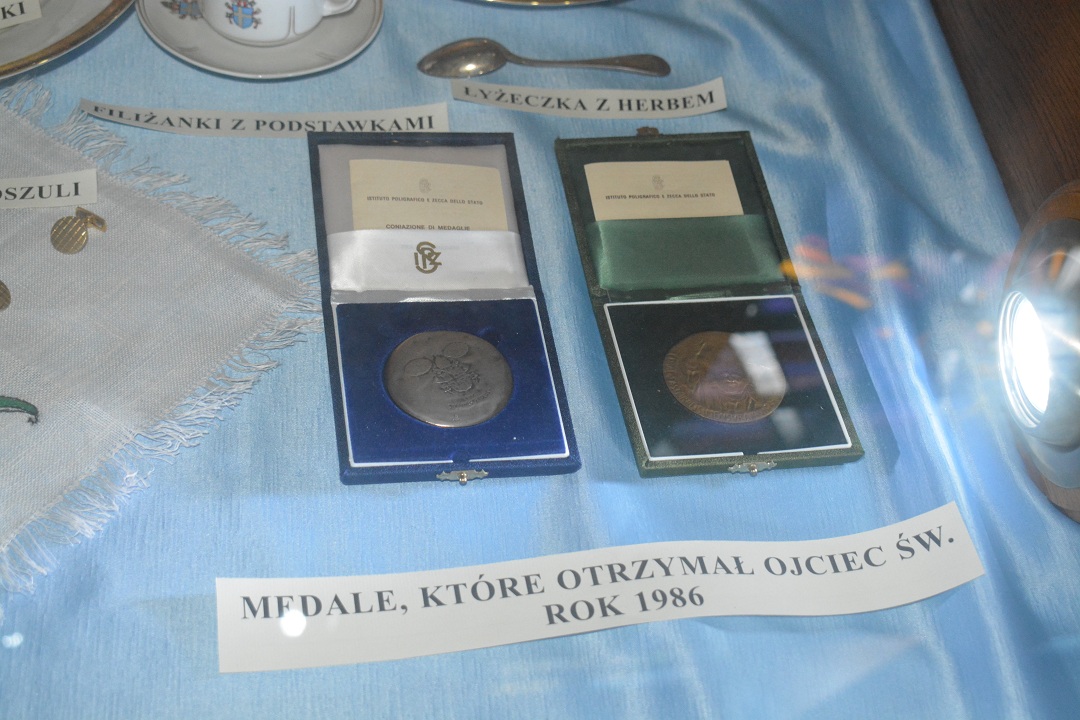 KI
FILIŻANKI Z PODSTAWKAMI
ŁYŻECZKA Z HERBEM
OSZULI
ISTITUTO POLIGRAFICO E ZECCA DELLO STATO
CONIAZIONE DI MEDAGLIE
ISTITUTO POLIGRAFICO E ZECCA DELLO STATO
MEDALE, KTÓRE OTRZYMAŁ OJCIEC ŚW.
ROK 1986